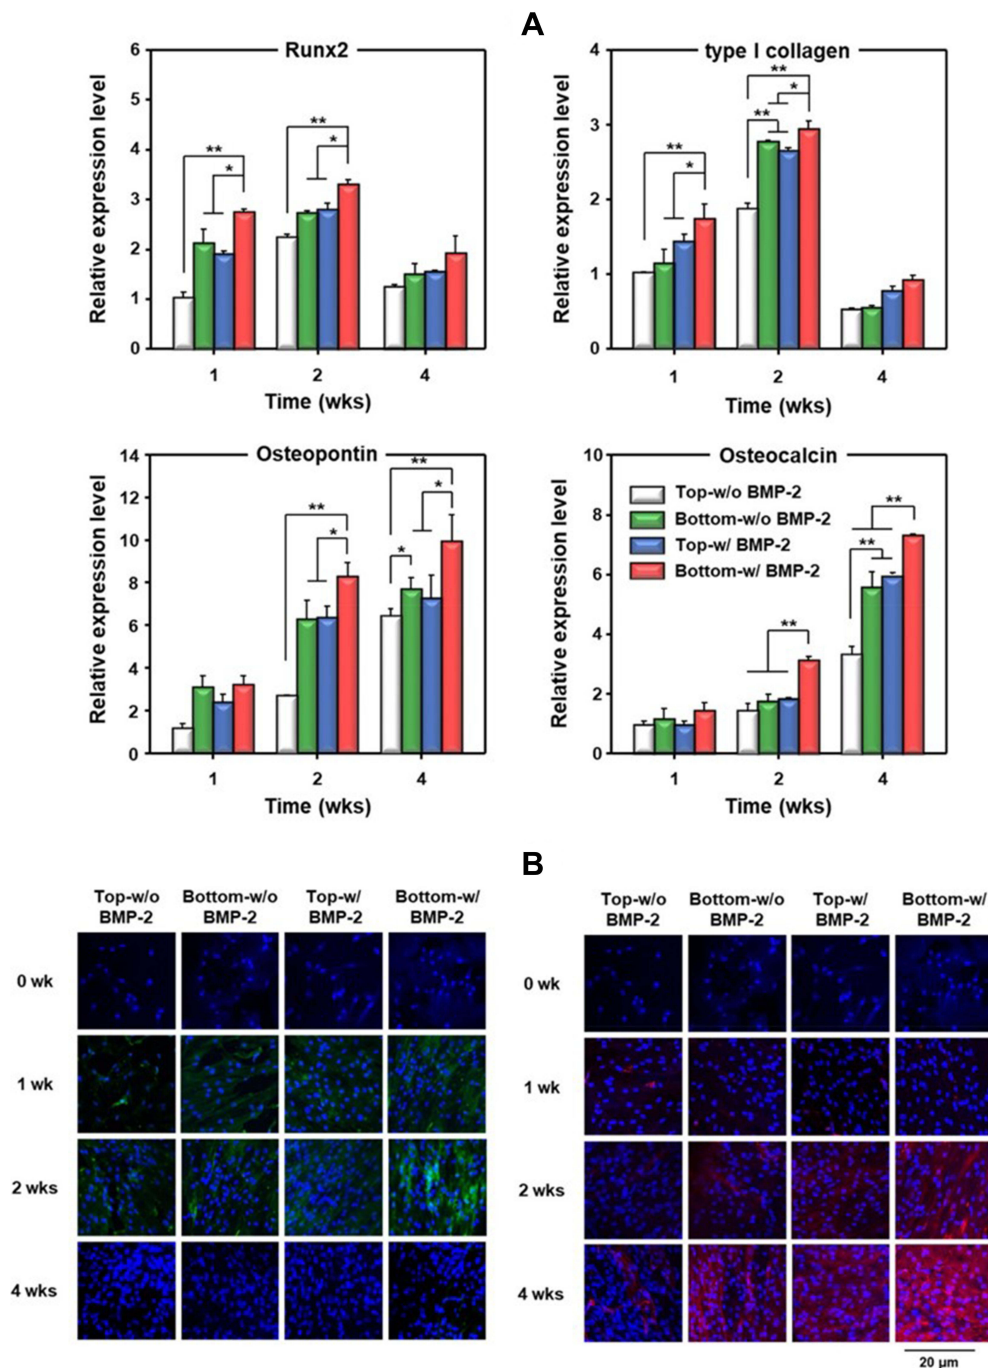 A
Runx2
Relative expression level
6
5
4
3
2
1
0
**
*
**
*
1 2 4
Time (wks)
type I collagen
Relative expression level
4
3
2
1
0
**
*
**
*
**
1 2 4
Time (wks)
Osteopontin
Relative expression level
14
12
10
8
6
4
2
0
**
*
**
*
*
1 2 4
Time (wks)
Osteocalcin
Relative expression level
10
8
6
4
2
0
Top-w/o BMP-2
Bottom-w/o BMP-2
Top-w/ BMP-2
Bottom-w/ BMP-2
**
**
**
1 2 4
Time (wks)
B
Top-w/o BMP-2
Bottom-w/o BMP-2
Top-w/ BMP-2
Bottom-w/ BMP-2
0 wk
1 wk
2 wks
4 wks
Top-w/o BMP-2
Bottom-w/o BMP-2
Top-w/ BMP-2
Bottom-w/ BMP-2
0 wk
1 wk
2 wks
4 wks
20 µm